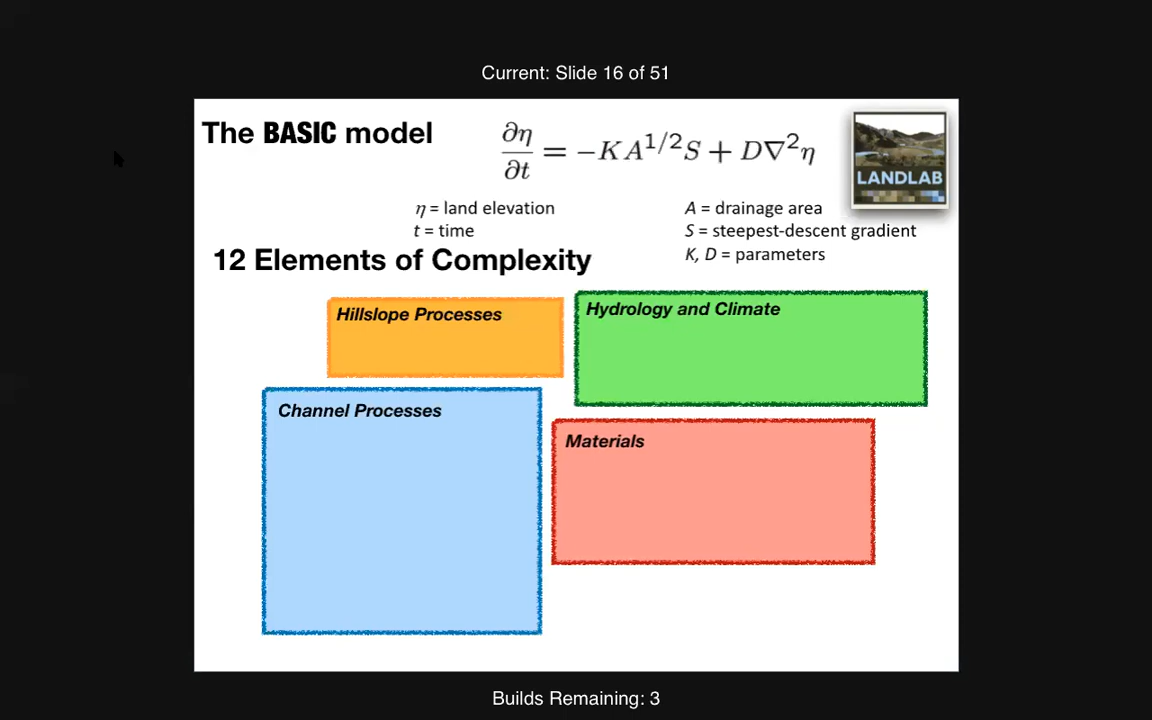 Current: Slide 16 of 51
The BASIC model
∂η/∂t = −KA^{1/2}S + D∇²η
LANDLAB
η = land elevation
t = time
A = drainage area
S = steepest-descent gradient
K, D = parameters
12 Elements of Complexity
Hillslope Processes
Hydrology and Climate
Channel Processes
Materials
Builds Remaining: 3